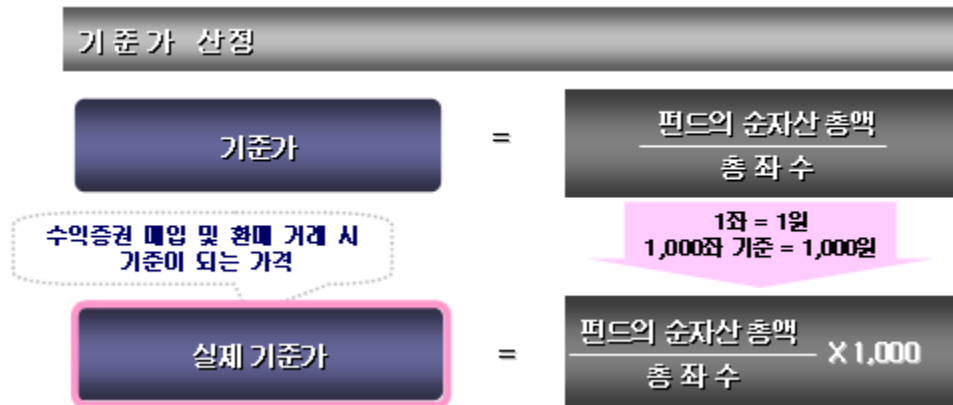 기 준 가 산정
기준가
=
펀드의 순자산 총액
총 좌 수
수익증권 매입 및 환매 거래 시
기준이 되는 가격
1좌 = 1원
1,000좌 기준 = 1,000원
실제 기준가
=
펀드의 순자산 총액
총 좌 수
X 1,000